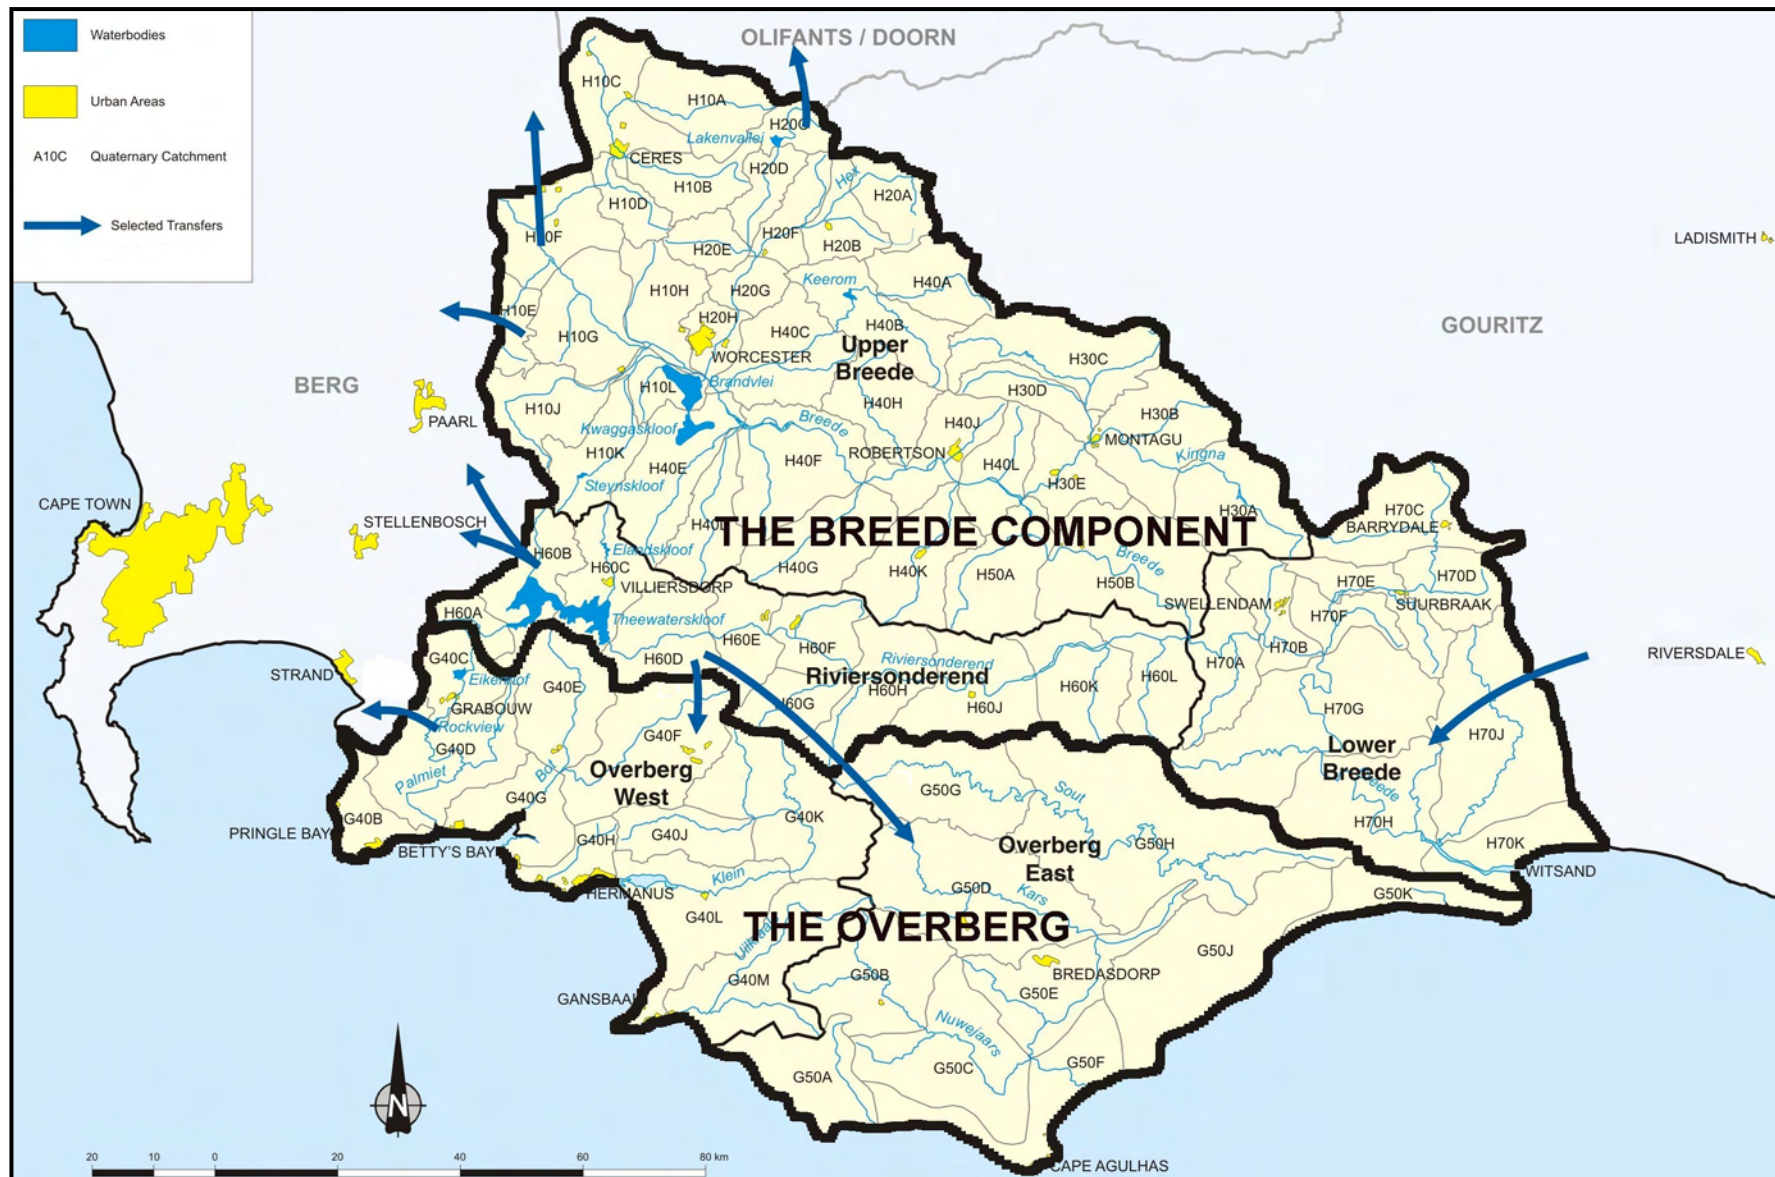 Waterbodies
Urban Areas
A10C Quaternary Catchment
Selected Transfers
OLIFANTS / DOORN
BERG
GOURITZ
LADISMITH
RIVERSDALE
CAPE TOWN
PAARL
STELLENBOSCH
STRAND
H10C
H10A
Lakenvallei
CERES
H20D
H10B
H10D
Hex
H20A
H20E
H20F
H20B
H10E
H10G
H10H
H20G
H20H
Keerom
H40A
H40C
H40B
Upper
Breede
WORCESTER
H10L
Brandvlei
H10J
Kwaggaskloof
H10K
Steynskloof
H40E
Breede
H40F
H40H
ROBERTSON
H40J
H40L
H30C
H30D
H30B
MONTAGU
Kingna
H30E
H30A
THE BREEDE COMPONENT
H60B
Elandskloof
H60C
VILLIERSDORP
H40G
H40K
H50A
H50B
Breede
H70C
BARRYDALE
H70E
H70D
SWELLENDAM
SUURBRAAK
H70F
H70B
H70A
H60A
Theewaterskloof
H60D
H60E
H60F
Riviersonderend
Riviersonderend
H60H
H60J
H60K
H60L
H70G
H70J
Lower
Breede
H70H
H70K
WITSAND
G40C
Eikenhof
GRABOUW
Rockview
G40D
Palmiet
G40E
G40F
Bot
Overberg
West
G40G
G40B
PRINGLE BAY
BETTY'S BAY
G40H
G40J
G40K
HERMANUS
Klein
G40L
G40M
GANSBAAI
G50G
Sout
Overberg
East
G50H
G50D
Kars
G50K
THE OVERBERG
G50B
BREDASDORP
G50E
G50J
Nuwejaars
G50A
G50C
G50F
CAPE AGULHAS
N
20 10 0 20 40 60 80 km